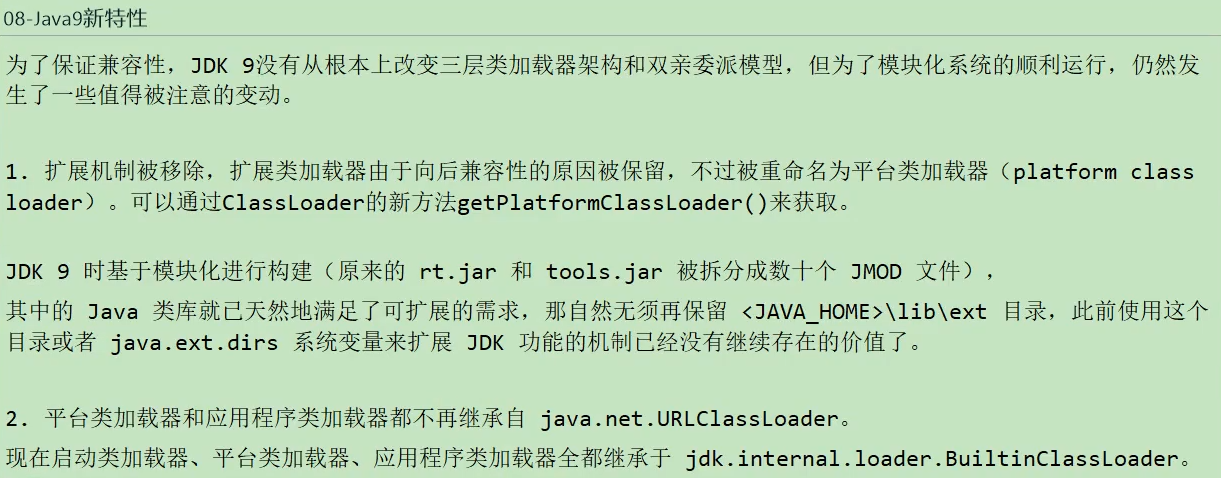 08-Java9新特性
为了保证兼容性，JDK 9没有从根本上改变三层类加载器架构和双亲委派模型，但为了模块化系统的顺利运行，仍然发
生了一些值得被注意的变动。
1. 扩展机制被移除，扩展类加载器由于向后兼容性的原因被保留，不过被重命名为平台类加载器（platform class
loader）。可以通过ClassLoader的新方法getPlatformClassLoader()来获取。
JDK 9 时基于模块化进行构建（原来的 rt.jar 和 tools.jar 被拆分成数十个 JMOD 文件），
其中的 Java 类库就已天然地满足了可扩展的需求，那自然无须再保留 <JAVA_HOME>\lib\ext 目录，此前使用这个
目录或者 java.ext.dirs 系统变量来扩展 JDK 功能的机制已经没有继续存在的价值了。
2. 平台类加载器和应用程序类加载器都不再继承自 java.net.URLClassLoader。
现在启动类加载器、平台类加载器、应用程序类加载器全都继承于 jdk.internal.loader.BuiltinClassLoader。